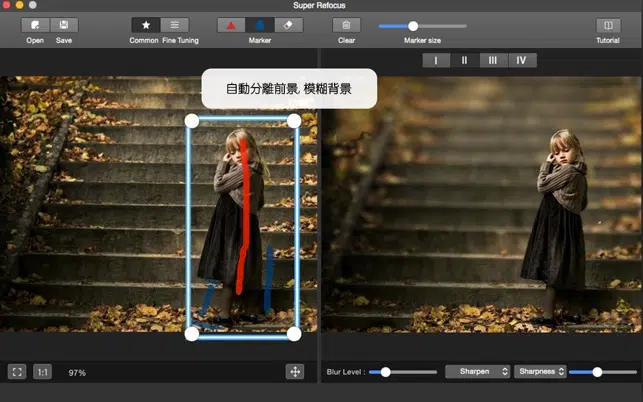 Super Refocus
Open Save Common Fine Tuning Marker Clear Marker size Tutorial
I II III IV
自動分離前景, 模糊背景
1:1 97% Blur Level : Sharpen Sharpness